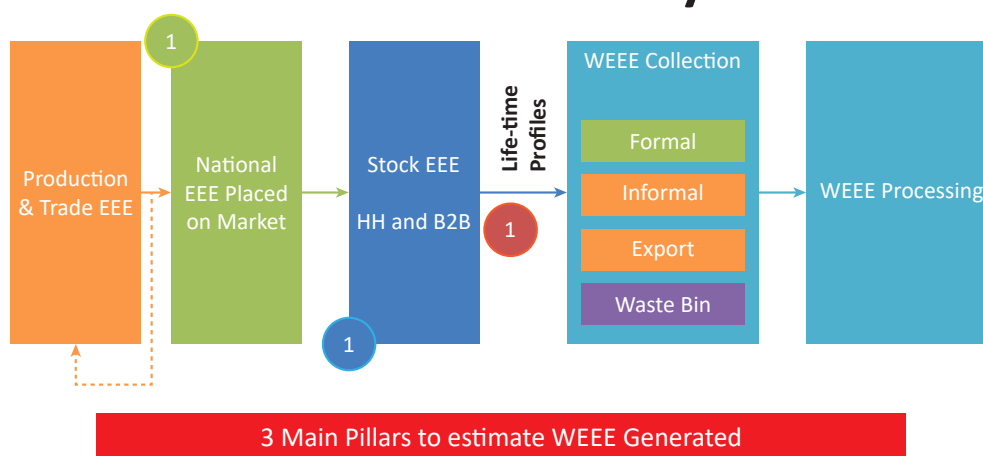 1
Production
& Trade EEE
National
EEE Placed
on Market
Stock EEE
HH and B2B
1
Life-time
Profiles
1
WEEE Collection
Formal
Informal
Export
Waste Bin
WEEE Processing
3 Main Pillars to estimate WEEE Generated